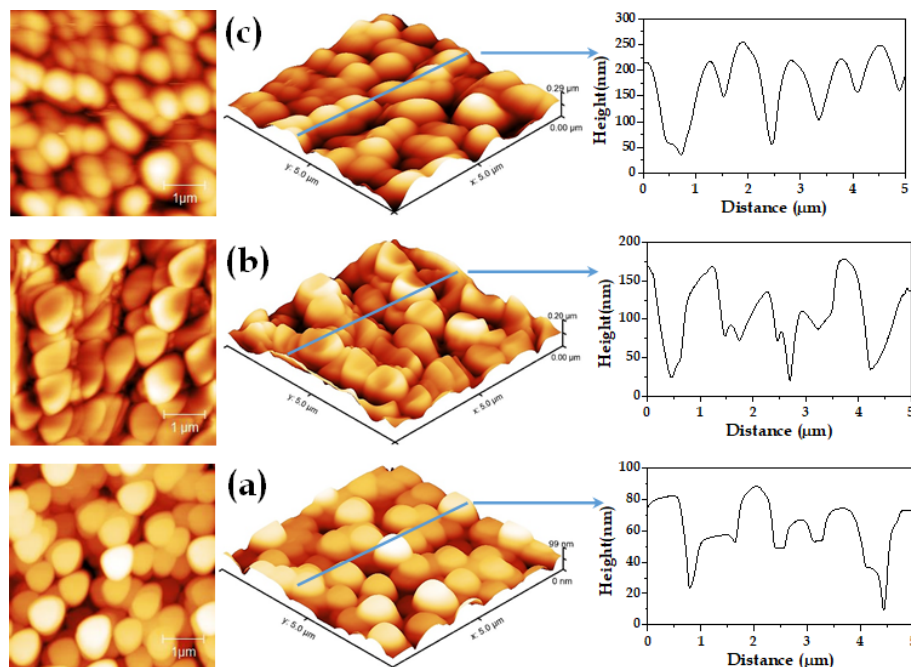 (c)
1µm
0.29 µm
0.00 µm
y: 5.0 µm
x: 5.0 µm
Height(nm)
300
250
200
150
100
50
0
0 1 2 3 4 5
Distance (µm)
(b)
1 µm
0.20 µm
0.00 µm
y: 5.0 µm
x: 5.0 µm
Height(nm)
200
150
100
50
0
0 1 2 3 4 5
Distance (µm)
(a)
1µm
99 nm
0 nm
y: 5.0 µm
x: 5.0 µm
Height(nm)
100
80
60
40
20
0
0 1 2 3 4 5
Distance (µm)